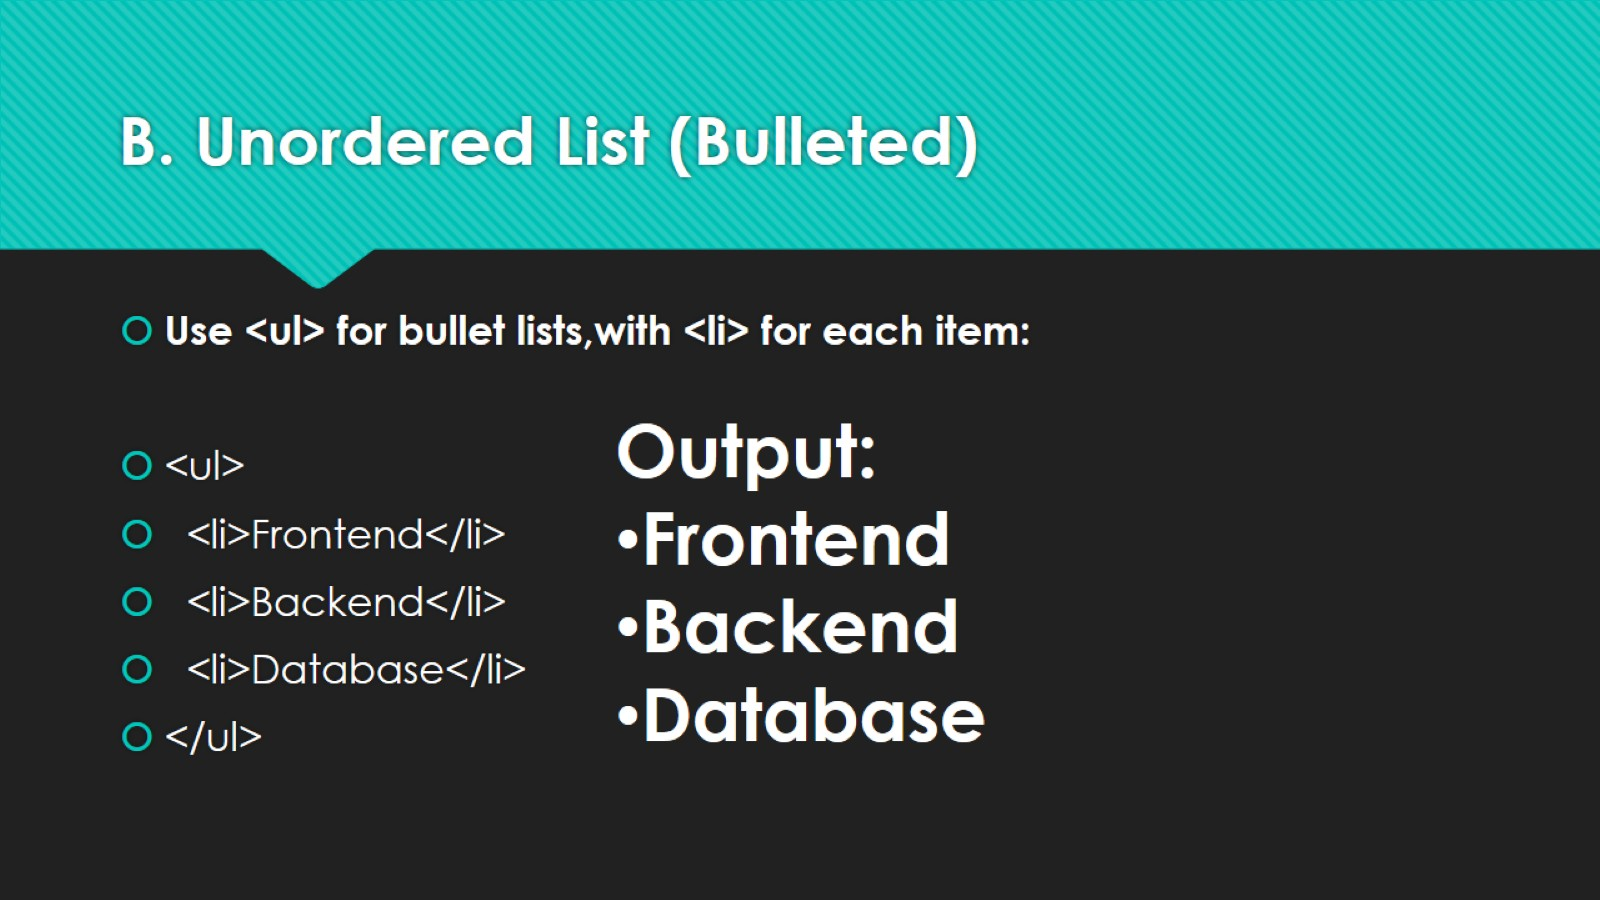 B. Unordered List (Bulleted)
Use <ul> for bullet lists,with <li> for each item:
<ul>
<li>Frontend</li>
<li>Backend</li>
<li>Database</li>
</ul>
Output:
•Frontend
•Backend
•Database